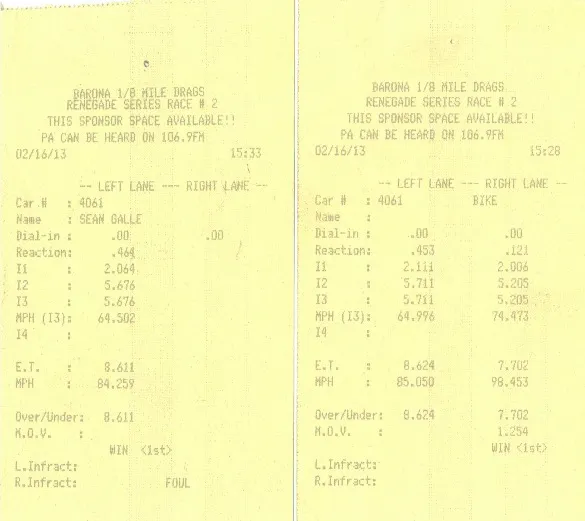 BARONA 1/8 MILE DRAGS
RENEGADE SERIES RACE # 2
THIS SPONSOR SPACE AVAILABLE!!
PA CAN BE HEARD ON 106.9FM
02/16/13 15:33
-- LEFT LANE --- RIGHT LANE --
Car # : 4061
Name : SEAN GALLE
Dial-in : .00 .00
Reaction: .464
I1 : 2.064
I2 : 5.676
I3 : 5.676
MPH (I3): 64.502
I4 :
E.T. : 8.611
MPH : 84.259
Over/Under: 8.611
M.O.V. :
WIN <1st>
L.Infract:
R.Infract: FOUL
BARONA 1/8 MILE DRAGS
RENEGADE SERIES RACE # 2
THIS SPONSOR SPACE AVAILABLE!!
PA CAN BE HEARD ON 106.9FM
02/16/13 15:28
-- LEFT LANE --- RIGHT LANE --
Car # : 4061 BIKE
Name :
Dial-in : .00 .00
Reaction: .453 .121
I1 : 2.111 2.006
I2 : 5.711 5.205
I3 : 5.711 5.205
MPH (I3): 64.976 74.473
I4 :
E.T. : 8.624 7.702
MPH : 85.050 98.453
Over/Under: 8.624 7.702
M.O.V. : 1.254
WIN <1st>
L.Infract:
R.Infract: